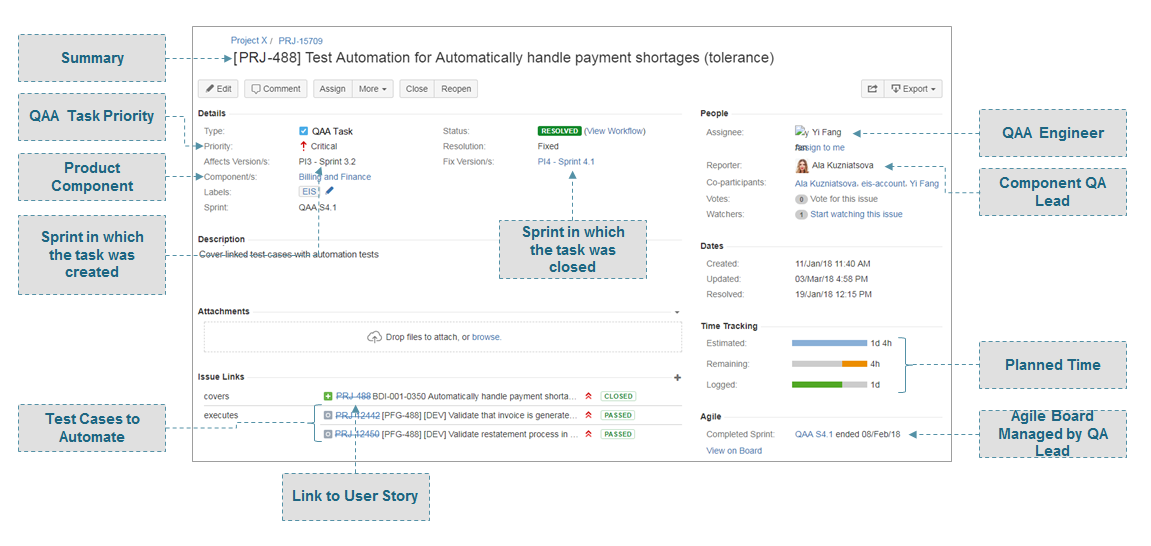 Project X / PRJ-15709
Summary
[PRJ-488] Test Automation for Automatically handle payment shortages (tolerance)
Edit
Comment
Assign
More
Close
Reopen
Export
QAA Task Priority
Product
Component
Sprint in which
the task was
created
Test Cases to
Automate
Details
Type: QAA Task
Priority: Critical
Affects Version/s: PI3 - Sprint 3.2
Component/s: Billing and Finance
Labels: EIS
Sprint: QAA S4.1
Status: RESOLVED (View Workflow)
Resolution: Fixed
Fix Version/s: PI4 - Sprint 4.1
Sprint in which
the task was
closed
Description
Cover linked test cases with automation tests
Attachments
Drop files to attach, or browse.
Issue Links
covers
PRJ-488 BDI-001-0350 Automatically handle payment shorta... CLOSED
executes
PRJ-12442 [PFG-488] [DEV] Validate that invoice is generate... PASSED
PRJ-12450 [PFG-488] [DEV] Validate restatement process in ... PASSED
Link to User Story
People
Assignee: Yi Fang
Reporter: Ala Kuzniatsova
Co-participants: Ala Kuzniatsova, eis-account, Yi Fang
Votes: 0 Vote for this issue
Watchers: 1 Start watching this issue
Dates
Created: 11/Jan/18 11:40 AM
Updated: 03/Mar/18 4:58 PM
Resolved: 19/Jan/18 12:15 PM
Time Tracking
Estimated: 1d 4h
Remaining: 4h
Logged: 1d
Agile
Completed Sprint: QAA S4.1 ended 08/Feb/18
View on Board
QAA Engineer
Component QA
Lead
Planned Time
Agile Board
Managed by QA
Lead